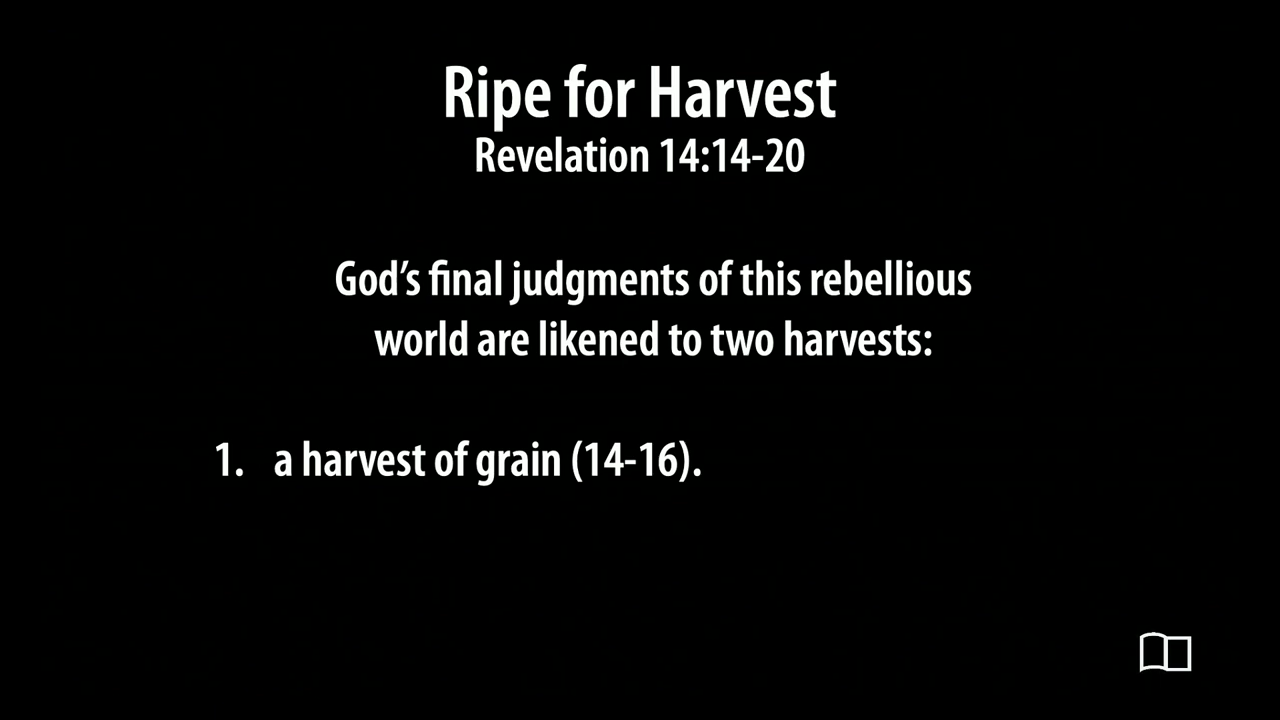 Ripe for Harvest
Revelation 14:14-20
God’s final judgments of this rebellious
world are likened to two harvests:
1. a harvest of grain (14-16).